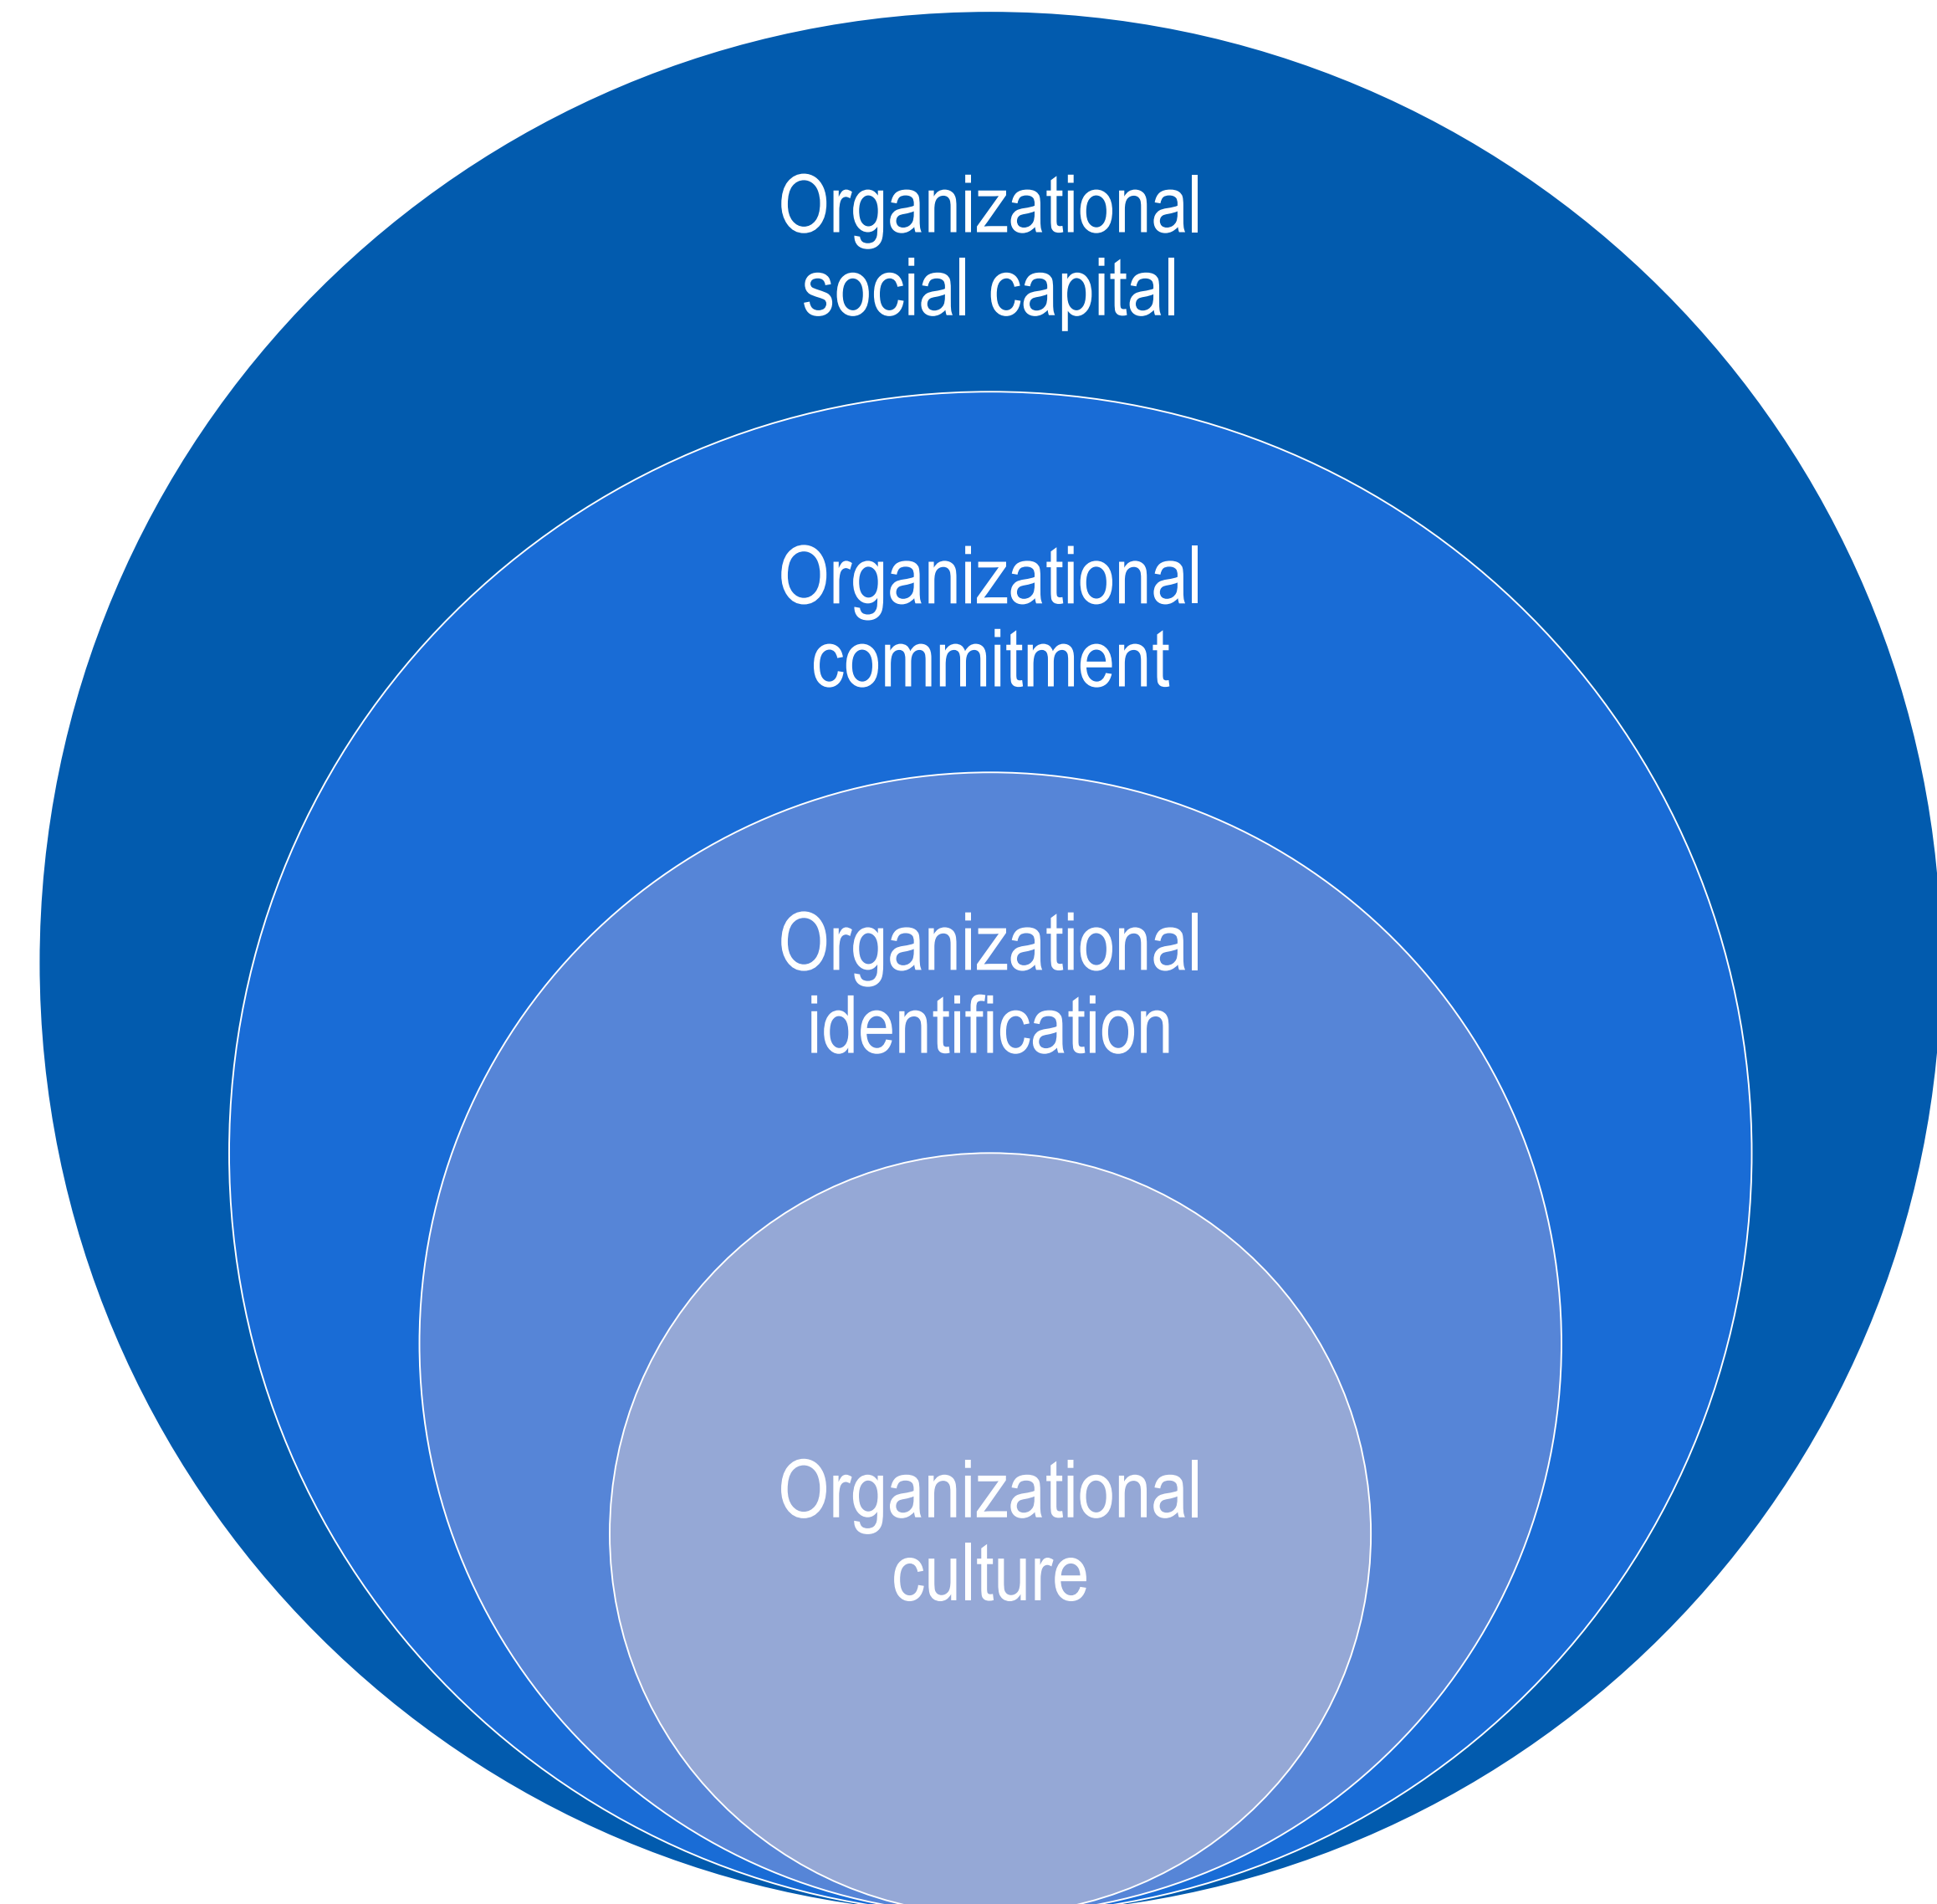 Organizational
social capital
Organizational
commitment
Organizational
identification
Organizational
culture